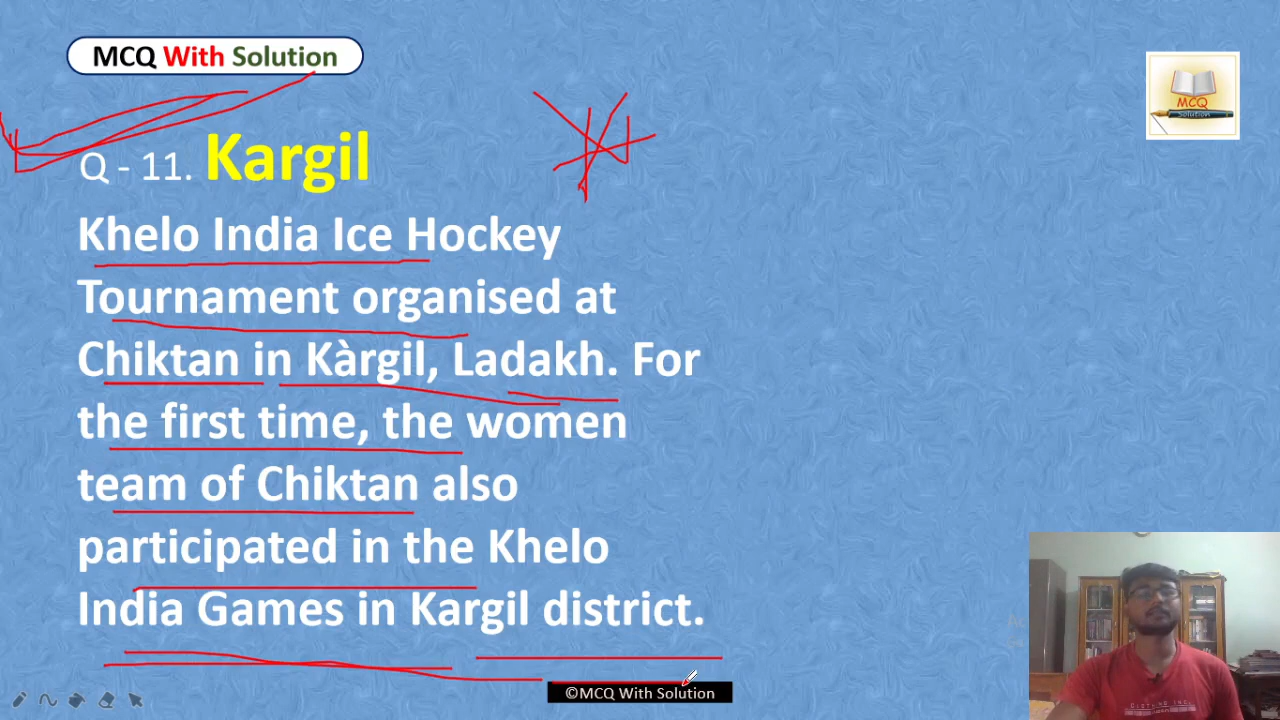 MCQ With Solution
MCQ
Solution
Q - 11. Kargil
Khelo India Ice Hockey
Tournament organised at
Chiktan in Kàrgil, Ladakh. For
the first time, the women
team of Chiktan also
participated in the Khelo
India Games in Kargil district.
©MCQ With Solution